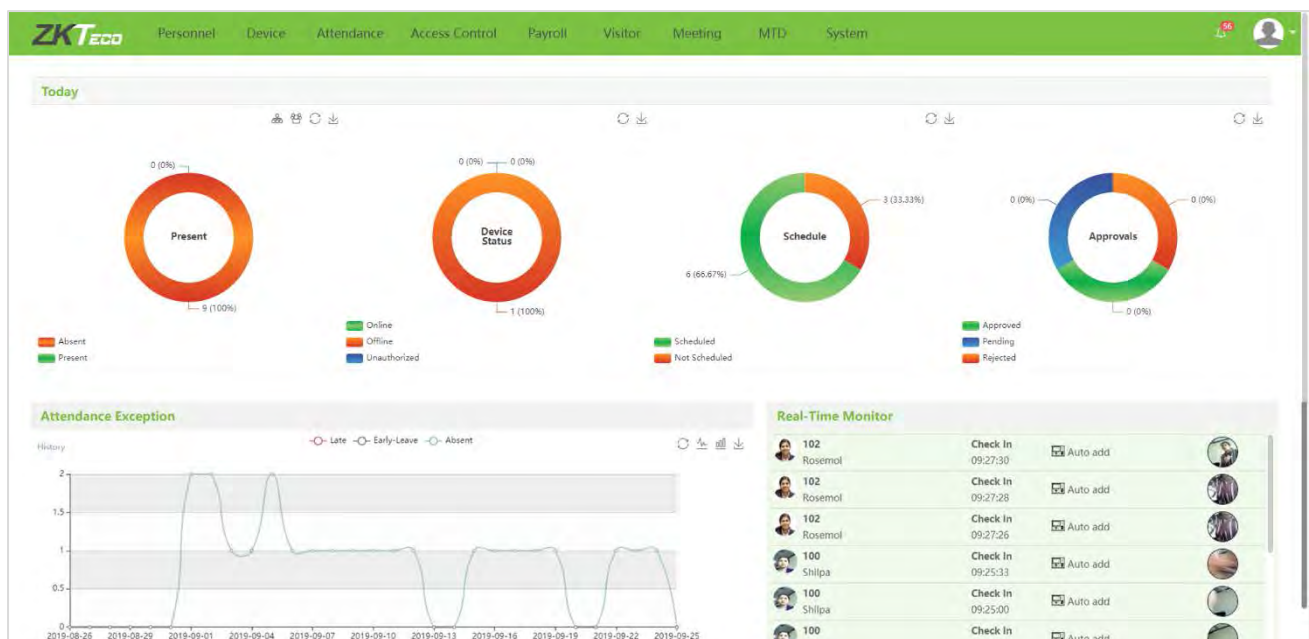 ZKTECO Personnel Device Attendance Access Control Payroll Visitor Meeting MTD System 56
Today
0 (0%)
Present
9 (100%)
Absent
Present
0 (0%) 0 (0%)
Device
Status
1 (100%)
Online
Offline
Unauthorized
3 (33.33%)
Schedule
6 (66.67%)
Scheduled
Not Scheduled
0 (0%) 0 (0%)
Approvals
0 (0%)
Approved
Pending
Rejected
Attendance Exception
History
Late Early-Leave Absent
2
1.5
1
0.5
0
2019-08-26 2019-08-29 2019-09-01 2019-09-04 2019-09-07 2019-09-10 2019-09-13 2019-09-16 2019-09-19 2019-09-22 2019-09-25
Real-Time Monitor
102 Check In
Rosemol 09:27:30 Auto add
102 Check In
Rosemol 09:27:28 Auto add
102 Check In
Rosemol 09:27:26 Auto add
100 Check In
Shilpa 09:25:33 Auto add
100 Check In
Shilpa 09:25:00 Auto add
100 Check In
Auto add